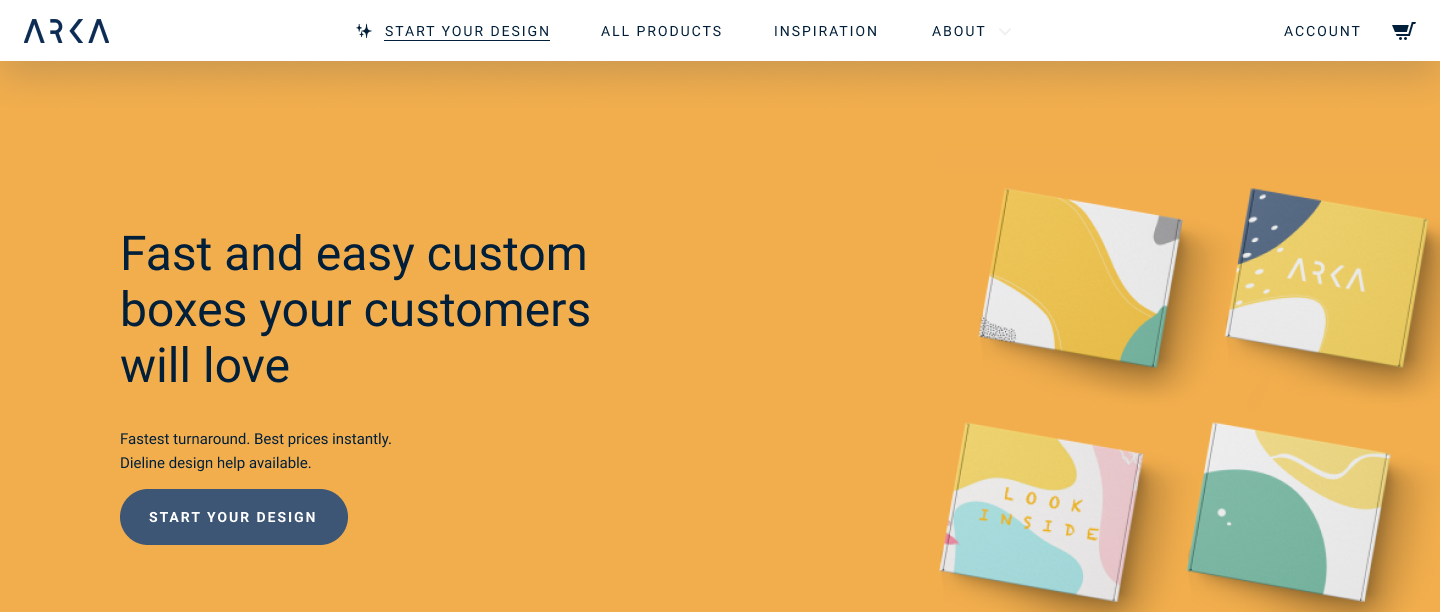 ARKA
START YOUR DESIGN
ALL PRODUCTS
INSPIRATION
ABOUT
ACCOUNT
Fast and easy custom
boxes your customers
will love
Fastest turnaround. Best prices instantly.
Dieline design help available.
START YOUR DESIGN
ARKA
LOOK
INSIDE